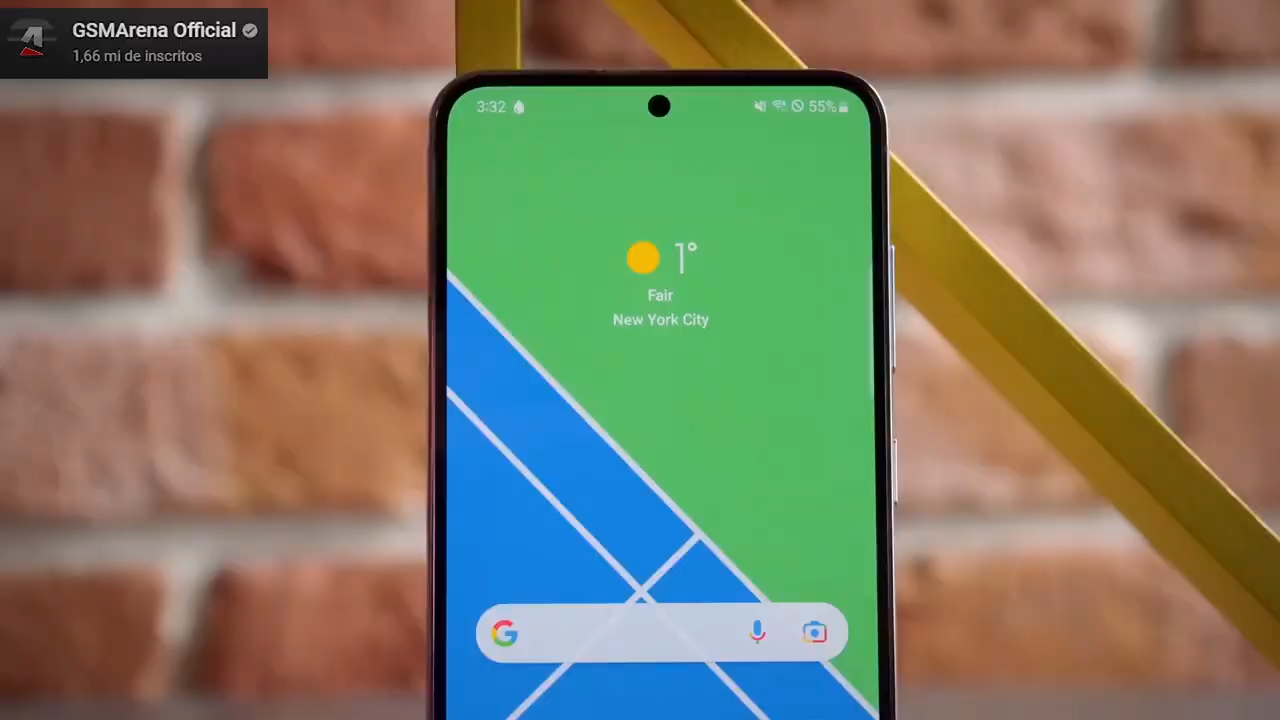 GSMArena Official
1,66 mi de inscritos
3:32
55%
1°
Fair
New York City